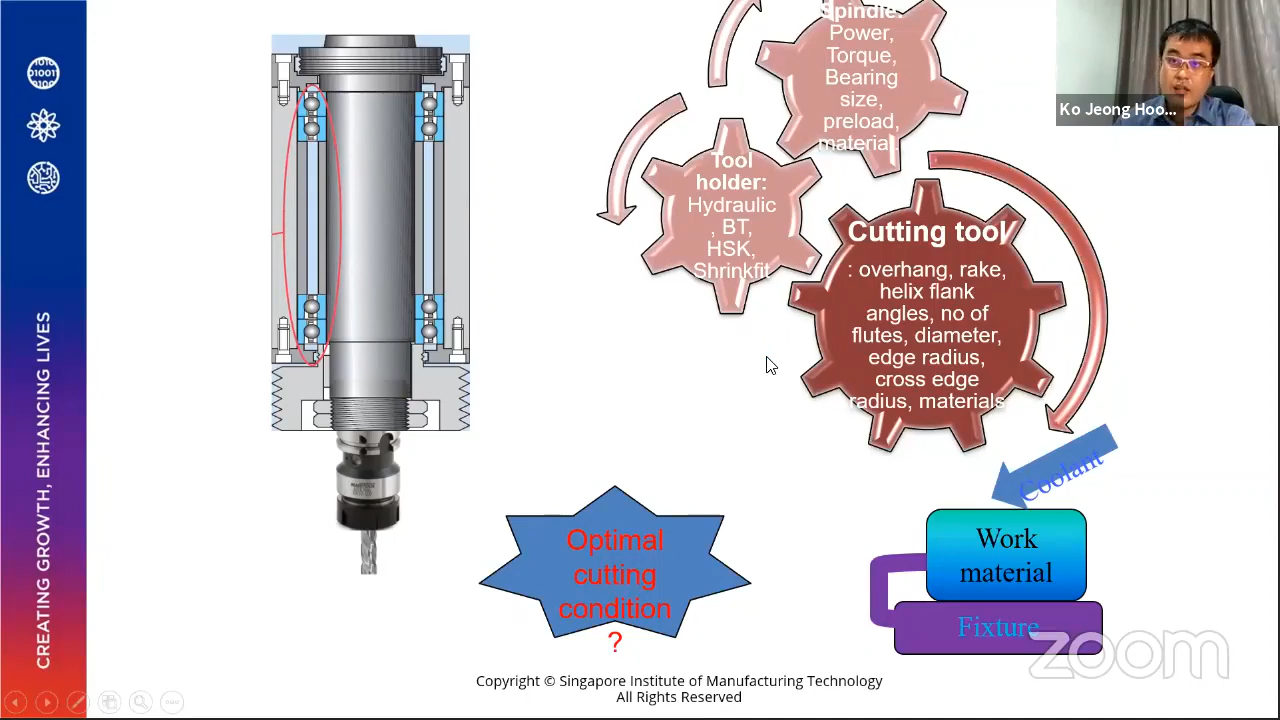 01001
CREATING GROWTH, ENHANCING LIVES
Spindle:
Power,
Torque,
Bearing
size,
preload,
material.
Ko Jeong Hoo...
Tool
holder:
Hydraulic
, BT,
HSK,
Shrinkfit
Cutting tool
: overhang, rake,
helix flank
angles, no of
flutes, diameter,
edge radius,
cross edge
radius, materials
Coolant
Work
material
Fixture
Optimal
cutting
condition
?
zoom
Copyright © Singapore Institute of Manufacturing Technology
All Rights Reserved